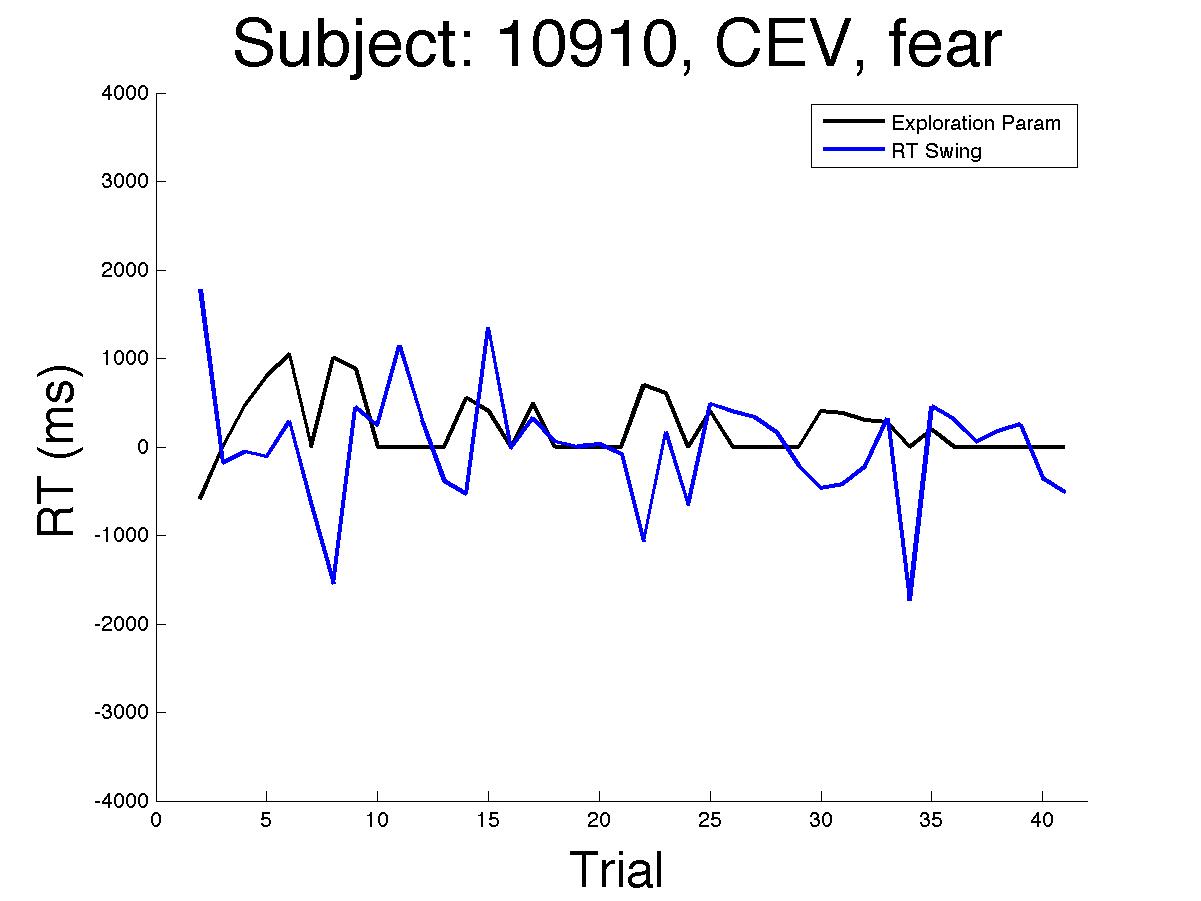 Subject: 10910, CEV, fear
Exploration Param
RT Swing
RT (ms)
4000
3000
2000
1000
0
-1000
-2000
-3000
-4000
0 5 10 15 20 25 30 35 40
Trial